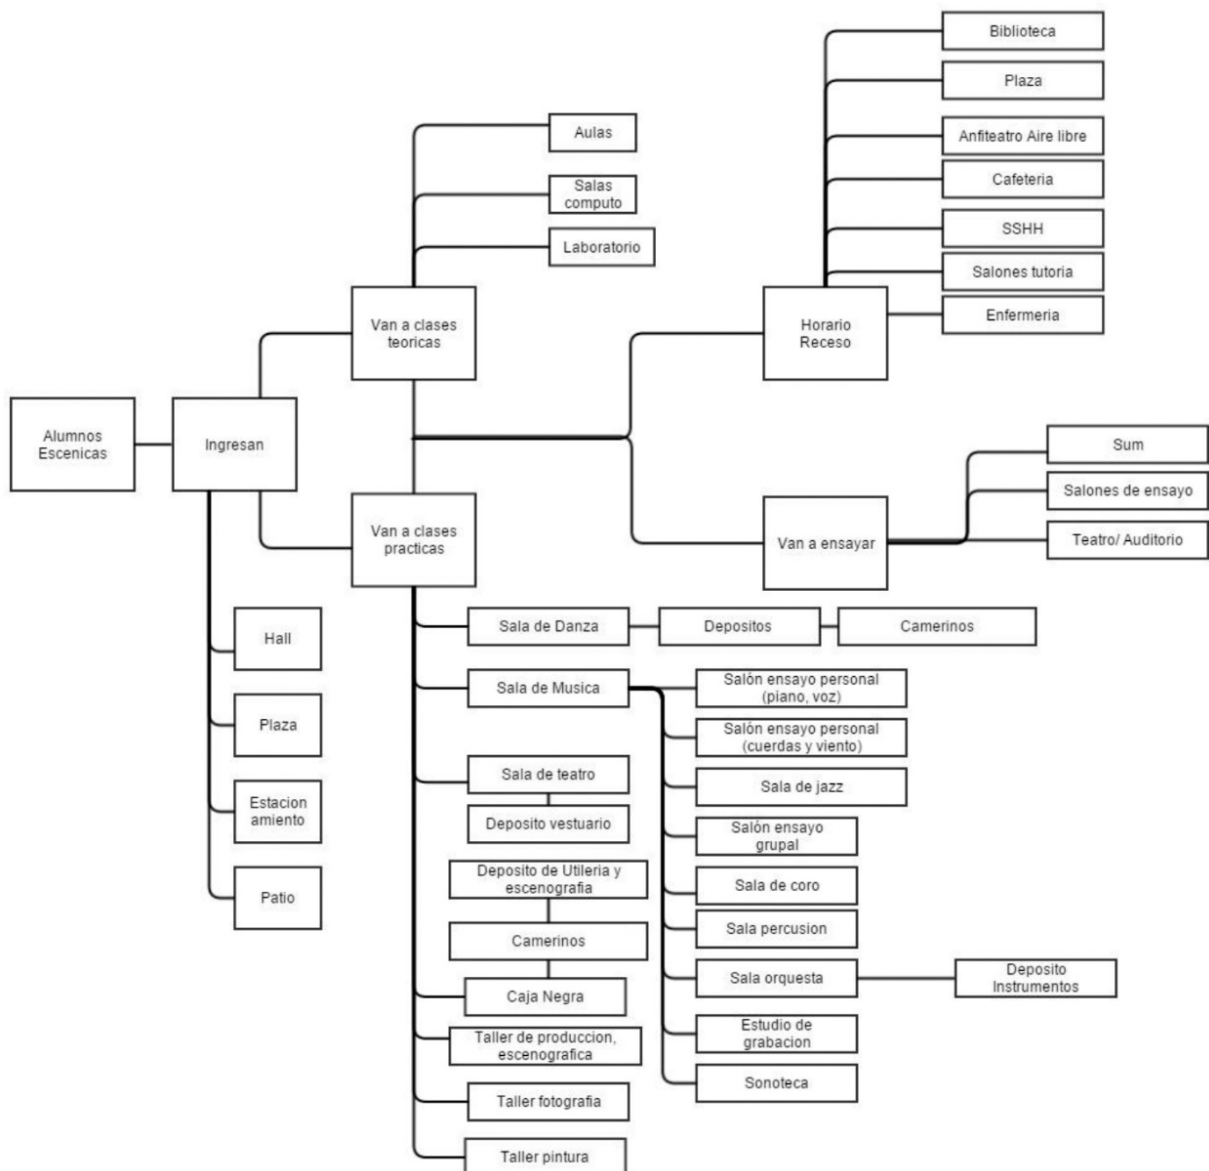 Biblioteca
Plaza
Anfiteatro Aire libre
Cafeteria
SSHH
Salones tutoria
Enfermeria
Aulas
Salas
computo
Laboratorio
Van a clases
teoricas
Horario
Receso
Alumnos
Escenicas
Ingresan
Van a clases
practicas
Van a ensayar
Sum
Salones de ensayo
Teatro/ Auditorio
Hall
Plaza
Estacion
amiento
Patio
Sala de Danza
Depositos
Camerinos
Sala de Musica
Salón ensayo personal
(piano, voz)
Salón ensayo personal
(cuerdas y viento)
Sala de jazz
Salón ensayo
grupal
Sala de coro
Sala percusion
Sala orquesta
Deposito
Instrumentos
Estudio de
grabacion
Sonoteca
Sala de teatro
Deposito vestuario
Deposito de Utileria y
escenografia
Camerinos
Caja Negra
Taller de produccion,
escenografica
Taller fotografia
Taller pintura